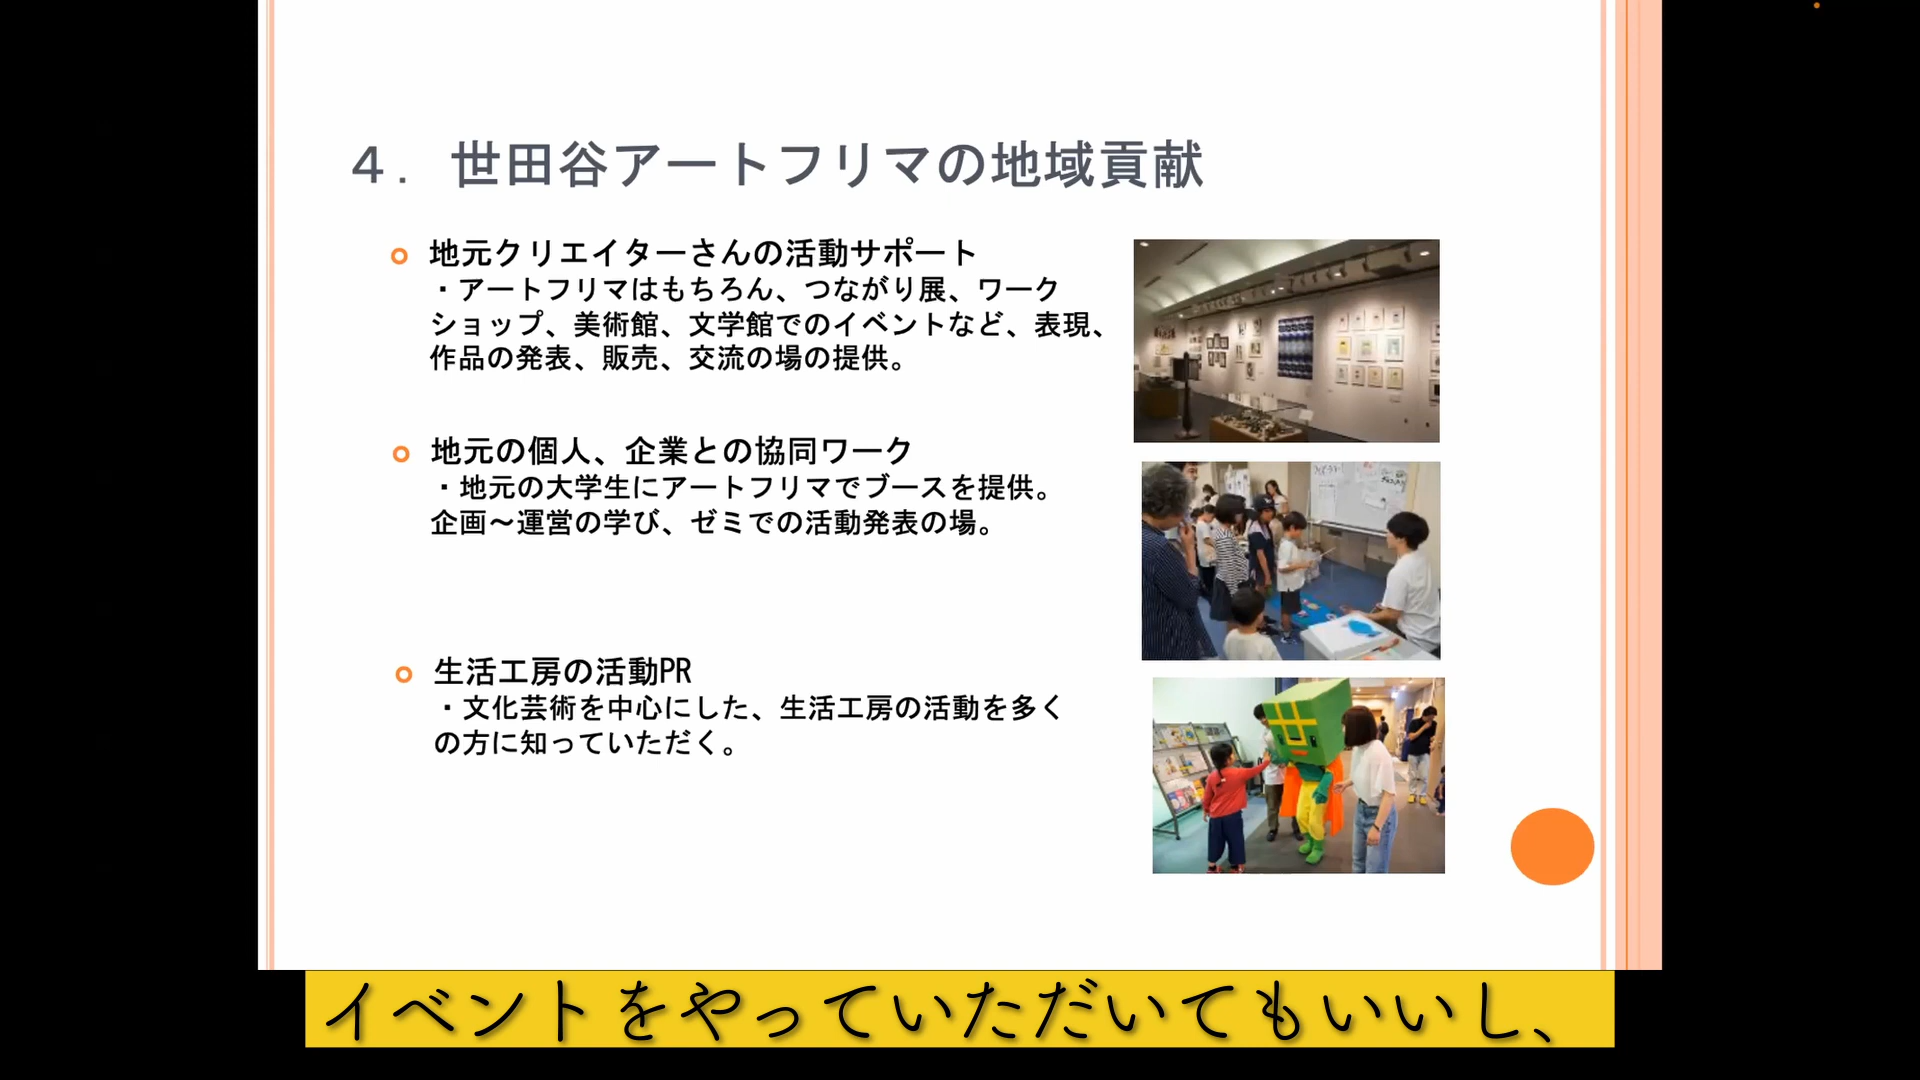 ４． 世田谷アートフリマの地域貢献
地元クリエイターさんの活動サポート
・アートフリマはもちろん、つながり展、ワーク
ショップ、美術館、文学館でのイベントなど、表現、
作品の発表、販売、交流の場の提供。
地元の個人、企業との協同ワーク
・地元の大学生にアートフリマでブースを提供。
企画～運営の学び、ゼミでの活動発表の場。
生活工房の活動PR
・文化芸術を中心にした、生活工房の活動を多く
の方に知っていただく。
イベントをやっていただいてもいいし、